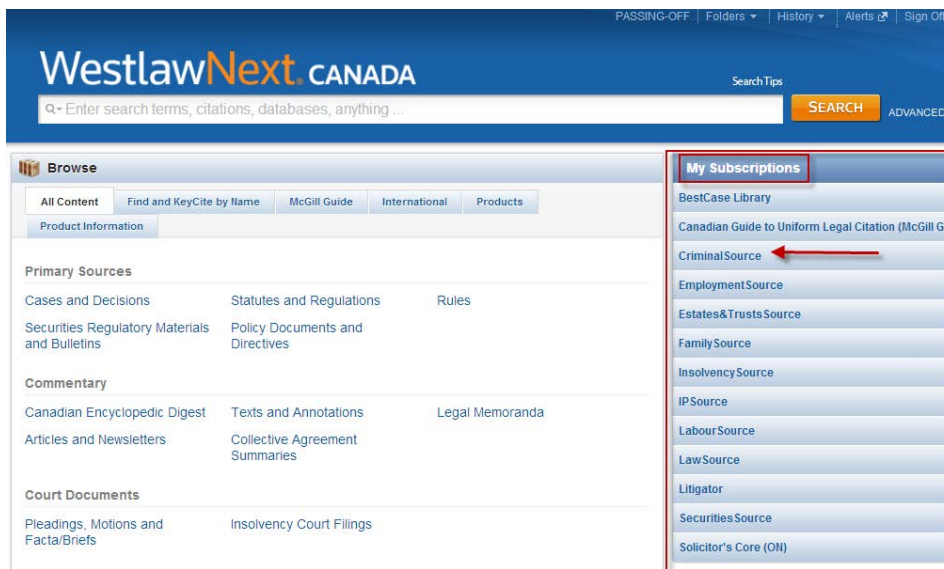 PASSING-OFF Folders History Alerts Sign
WestlawNext. CANADA
Search Tips
Enter search terms, citations, databases, anything ...
SEARCH
ADVANCED
Browse
All Content Find and KeyCite by Name McGill Guide International Products
Product Information
Primary Sources
Cases and Decisions Statutes and Regulations Rules
Securities Regulatory Materials Policy Documents and
and Bulletins Directives
Commentary
Canadian Encyclopedic Digest Texts and Annotations Legal Memoranda
Articles and Newsletters Collective Agreement
Summaries
Court Documents
Pleadings, Motions and Insolvency Court Filings
Facta/Briefs
My Subscriptions
BestCase Library
Canadian Guide to Uniform Legal Citation (McGill G
CriminalSource
EmploymentSource
Estates&TrustsSource
FamilySource
InsolvencySource
IPSource
LabourSource
LawSource
Litigator
SecuritiesSource
Solicitor's Core (ON)